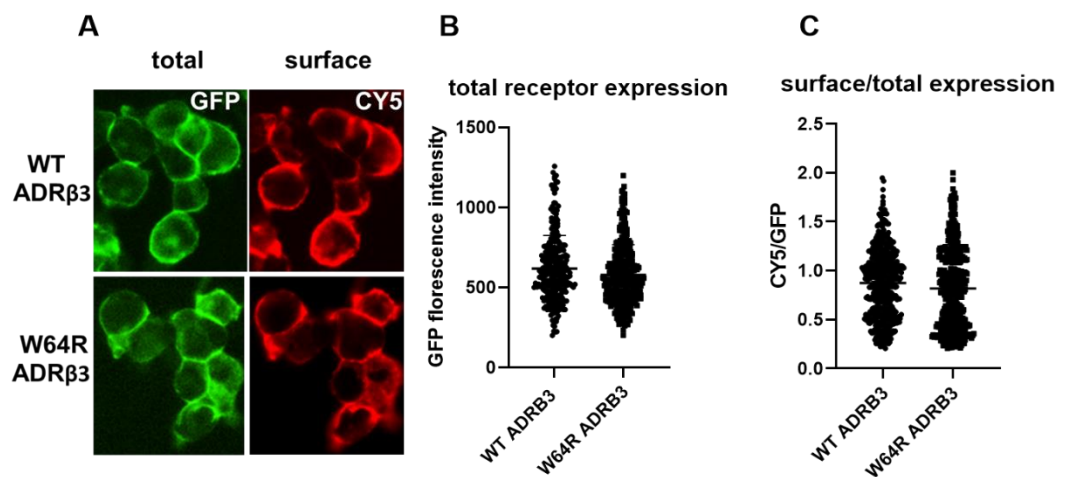 A
total surface
GFP CY5
WT
ADRβ3
W64R
ADRβ3
B
total receptor expression
GFP florescence intensity
1500
1000
500
0
WT ADRB3
W64R ADRB3
C
surface/total expression
CY5/GFP
2.5
2.0
1.5
1.0
0.5
0.0
WT ADRB3
W64R ADRB3